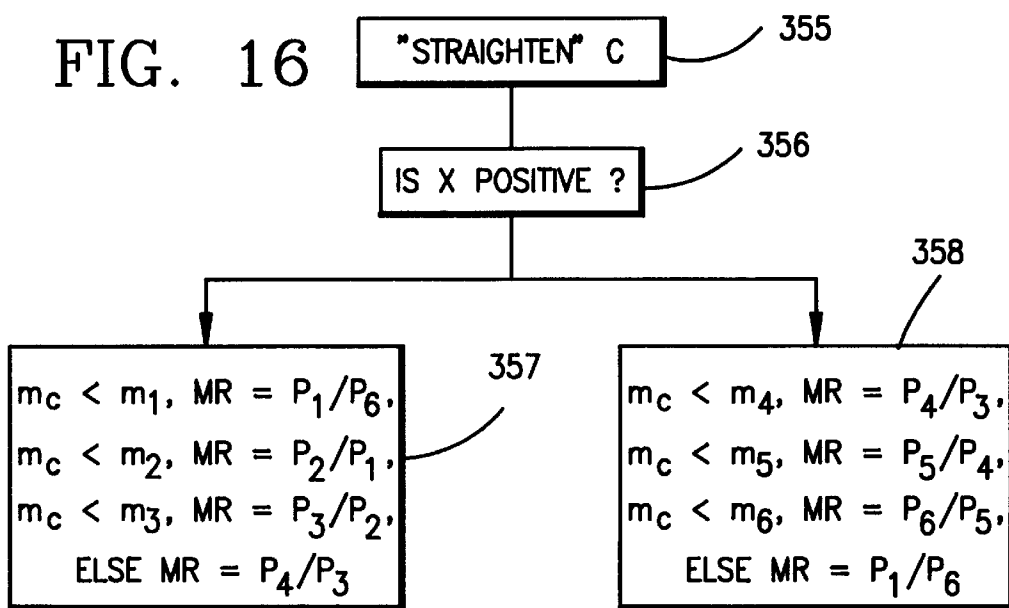 FIG. 16
"STRAIGHTEN" C
355
IS X POSITIVE ?
356
357
m_c < m_1, MR = P_1/P_6,
m_c < m_2, MR = P_2/P_1,
m_c < m_3, MR = P_3/P_2,
ELSE MR = P_4/P_3
358
m_c < m_4, MR = P_4/P_3,
m_c < m_5, MR = P_5/P_4,
m_c < m_6, MR = P_6/P_5,
ELSE MR = P_1/P_6